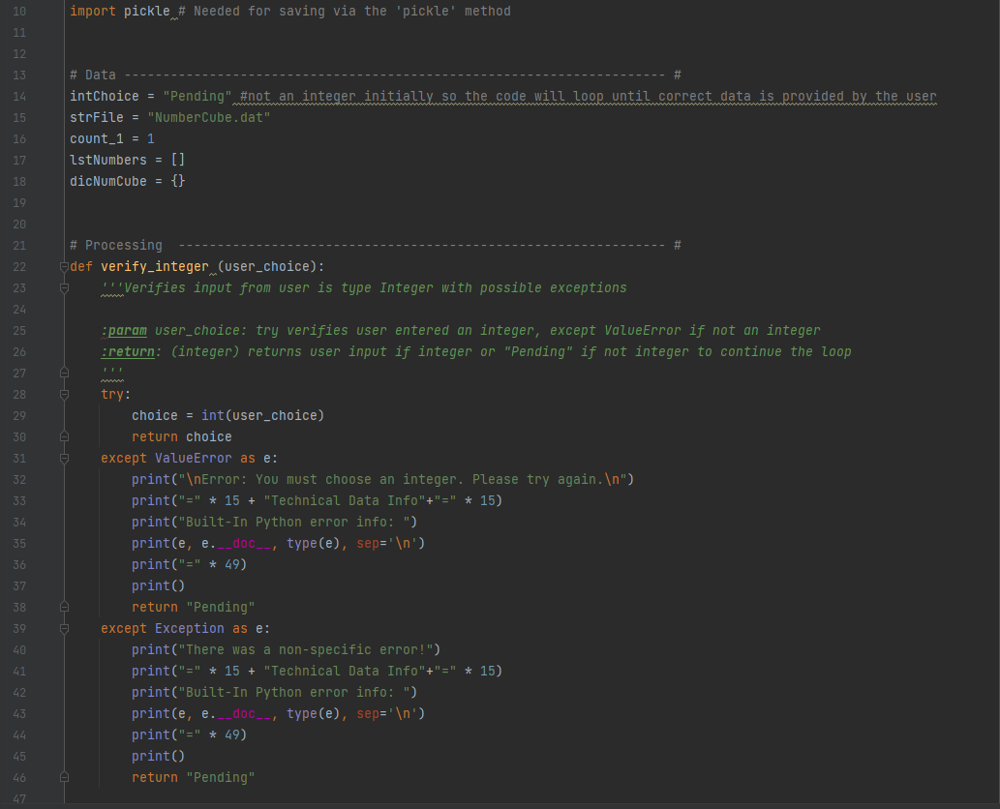 10 import pickle # Needed for saving via the 'pickle' method
11
12
13 # Data ---------------------------------------------------------------------- #
14 intChoice = "Pending" #not an integer initially so the code will loop until correct data is provided by the user
15 strFile = "NumberCube.dat"
16 count_1 = 1
17 lstNumbers = []
18 dicNumCube = {}
19
20
21 # Processing  --------------------------------------------------------------- #
22 def verify_integer (user_choice):
23     '''Verifies input from user is type Integer with possible exceptions
24
25     :param user_choice: try verifies user entered an integer, except ValueError if not an integer
26     :return: (integer) returns user input if integer or "Pending" if not integer to continue the loop
27     '''
28     try:
29         choice = int(user_choice)
30         return choice
31     except ValueError as e:
32         print("\nError: You must choose an integer. Please try again.\n")
33         print("=" * 15 + "Technical Data Info"+"=" * 15)
34         print("Built-In Python error info: ")
35         print(e, e.__doc__, type(e), sep='\n')
36         print("=" * 49)
37         print()
38         return "Pending"
39     except Exception as e:
40         print("There was a non-specific error!")
41         print("=" * 15 + "Technical Data Info"+"=" * 15)
42         print("Built-In Python error info: ")
43         print(e, e.__doc__, type(e), sep='\n')
44         print("=" * 49)
45         print()
46         return "Pending"
47